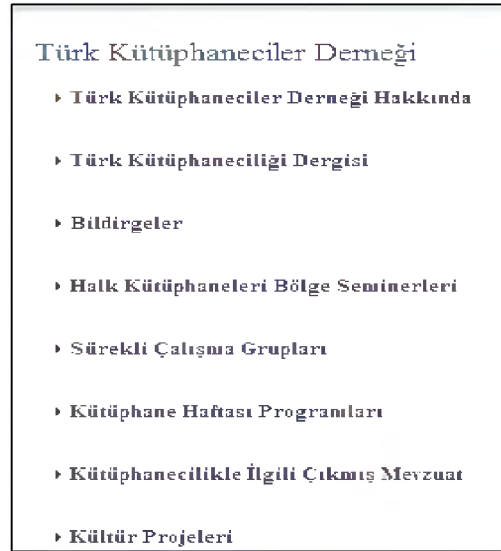 Türk Kütüphaneciler Derneği
Türk Kütüphaneciler Derneği Hakkında
Türk Kütüphaneciliği Dergisi
Bildirgeler
Halk Kütüphaneleri Bölge Seminerleri
Sürekli Çalışma Grupları
Kütüphane Haftası Programları
Kütüphanecilikle İlgili Çıkmış Mevzuat
Kültür Projeleri